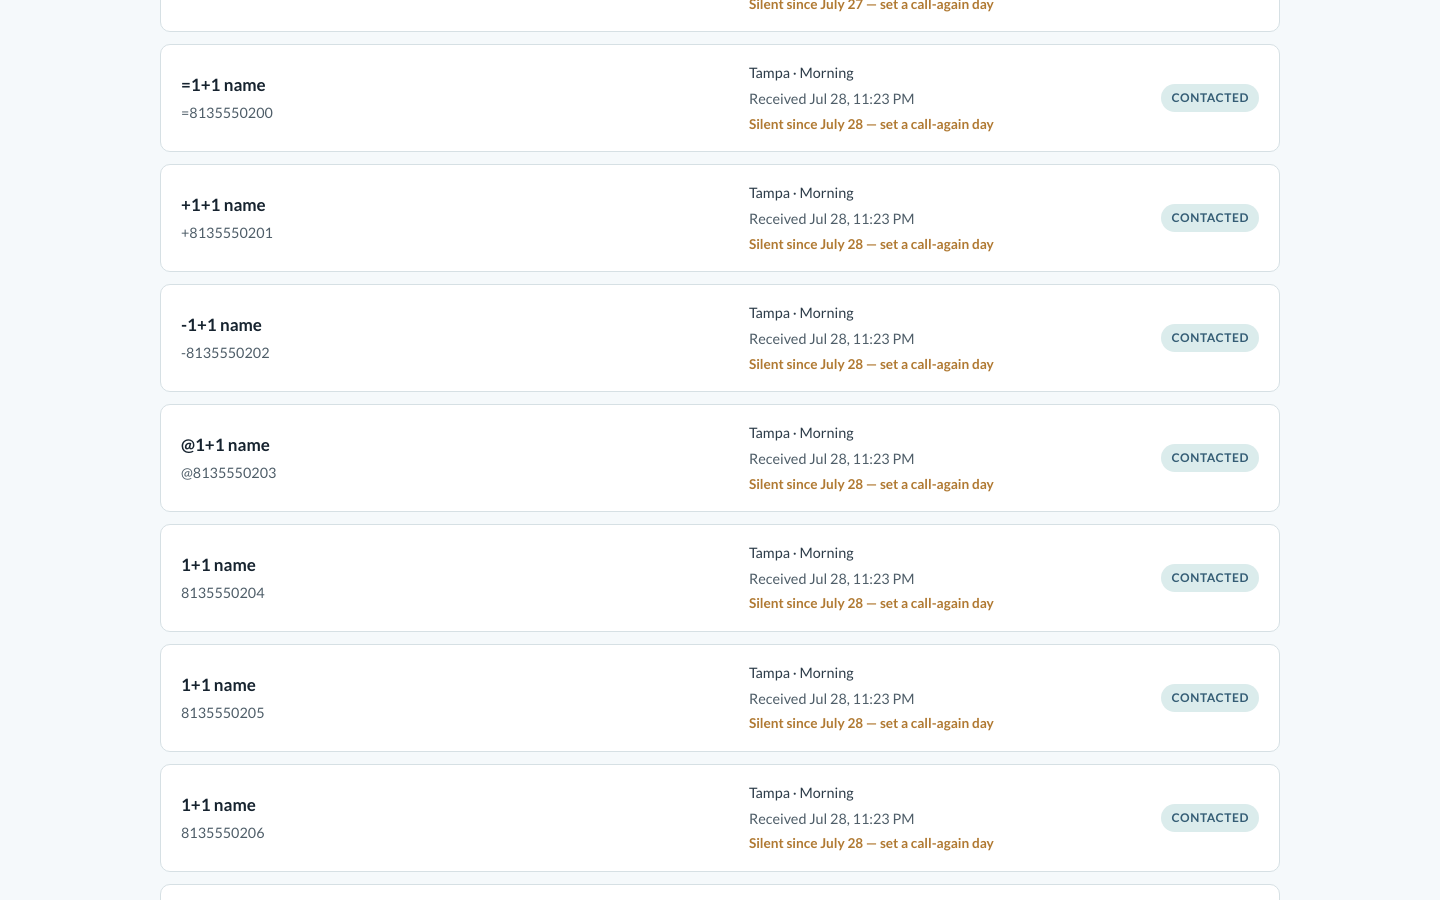 Silent since July 27 — set a call-again day
=1+1 name
=8135550200
Tampa · Morning
Received Jul 28, 11:23 PM
Silent since July 28 — set a call-again day
CONTACTED
+1+1 name
+8135550201
Tampa · Morning
Received Jul 28, 11:23 PM
Silent since July 28 — set a call-again day
CONTACTED
-1+1 name
-8135550202
Tampa · Morning
Received Jul 28, 11:23 PM
Silent since July 28 — set a call-again day
CONTACTED
@1+1 name
@8135550203
Tampa · Morning
Received Jul 28, 11:23 PM
Silent since July 28 — set a call-again day
CONTACTED
1+1 name
8135550204
Tampa · Morning
Received Jul 28, 11:23 PM
Silent since July 28 — set a call-again day
CONTACTED
1+1 name
8135550205
Tampa · Morning
Received Jul 28, 11:23 PM
Silent since July 28 — set a call-again day
CONTACTED
1+1 name
8135550206
Tampa · Morning
Received Jul 28, 11:23 PM
Silent since July 28 — set a call-again day
CONTACTED